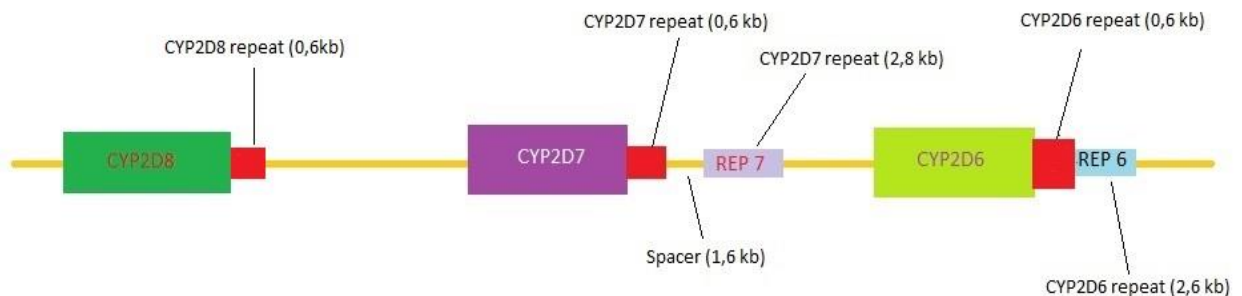 CYP2D8 repeat (0,6kb)
CYP2D7 repeat (0,6 kb)
CYP2D7 repeat (2,8 kb)
CYP2D6 repeat (0,6 kb)
CYP2D8
CYP2D7
REP 7
CYP2D6
REP 6
Spacer (1,6 kb)
CYP2D6 repeat (2,6 kb)